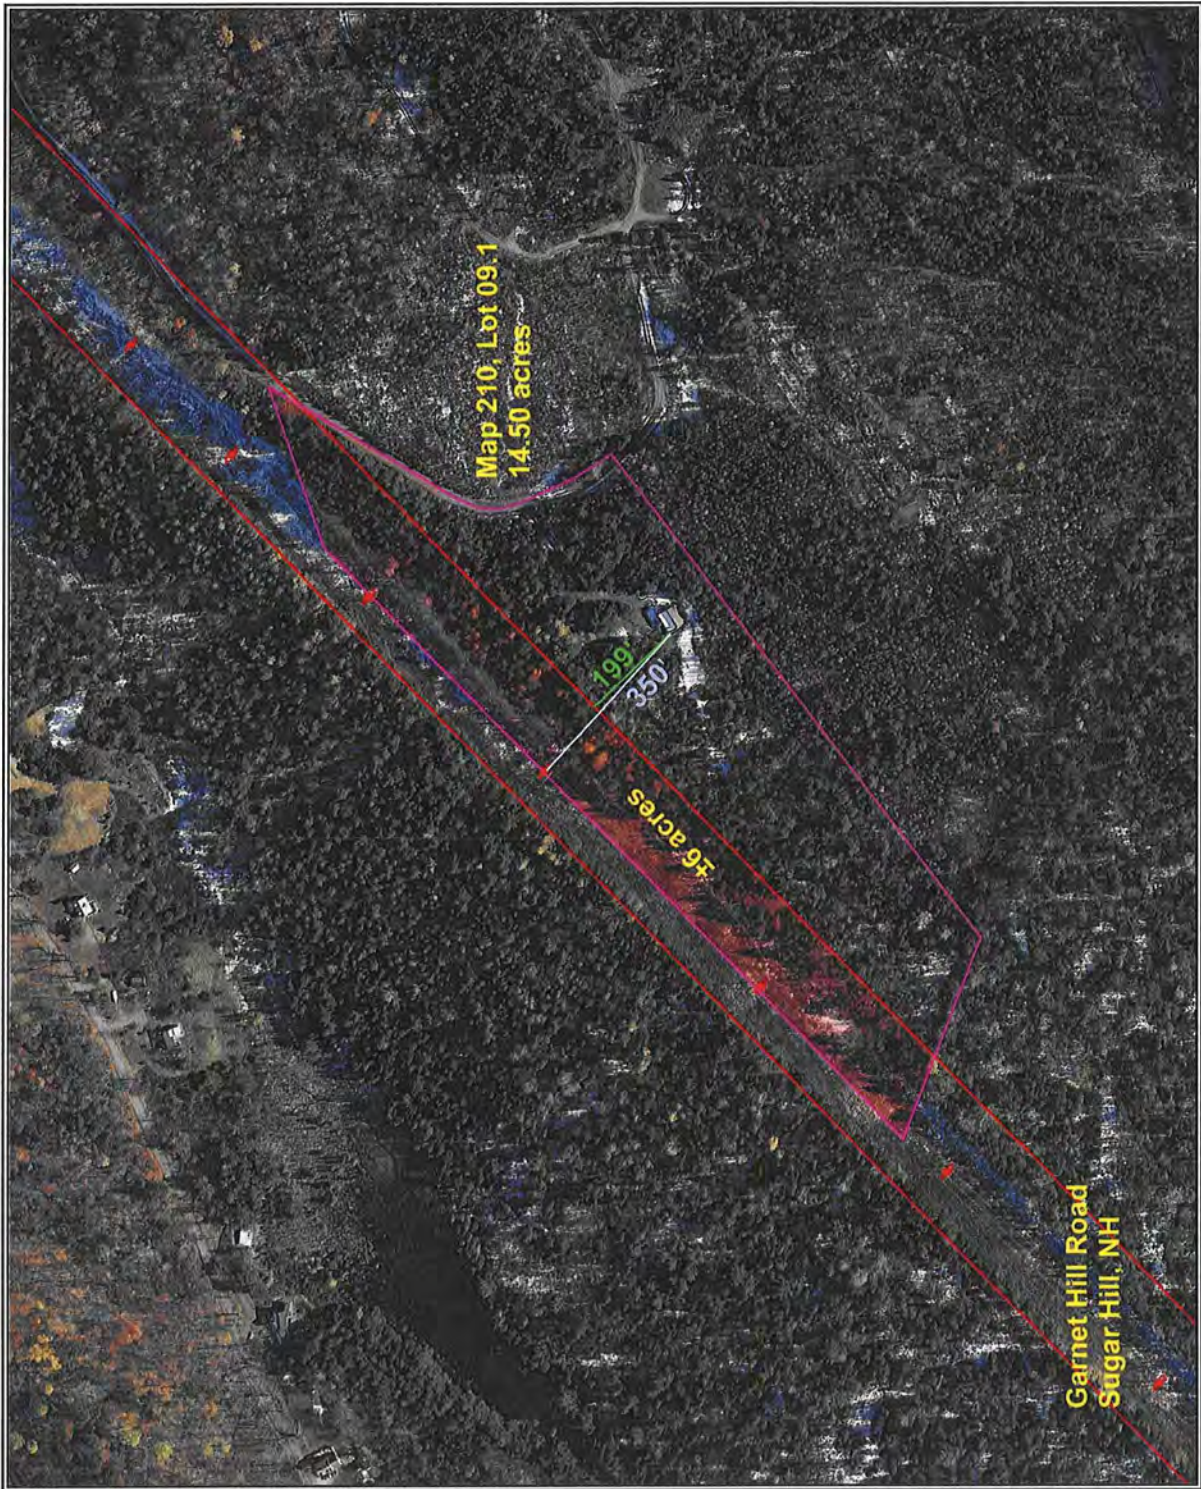 Map 210, Lot 09.1
14.50 acres
199'
350'
±6 acres
Garnet Hill Road
Sugar Hill, NH